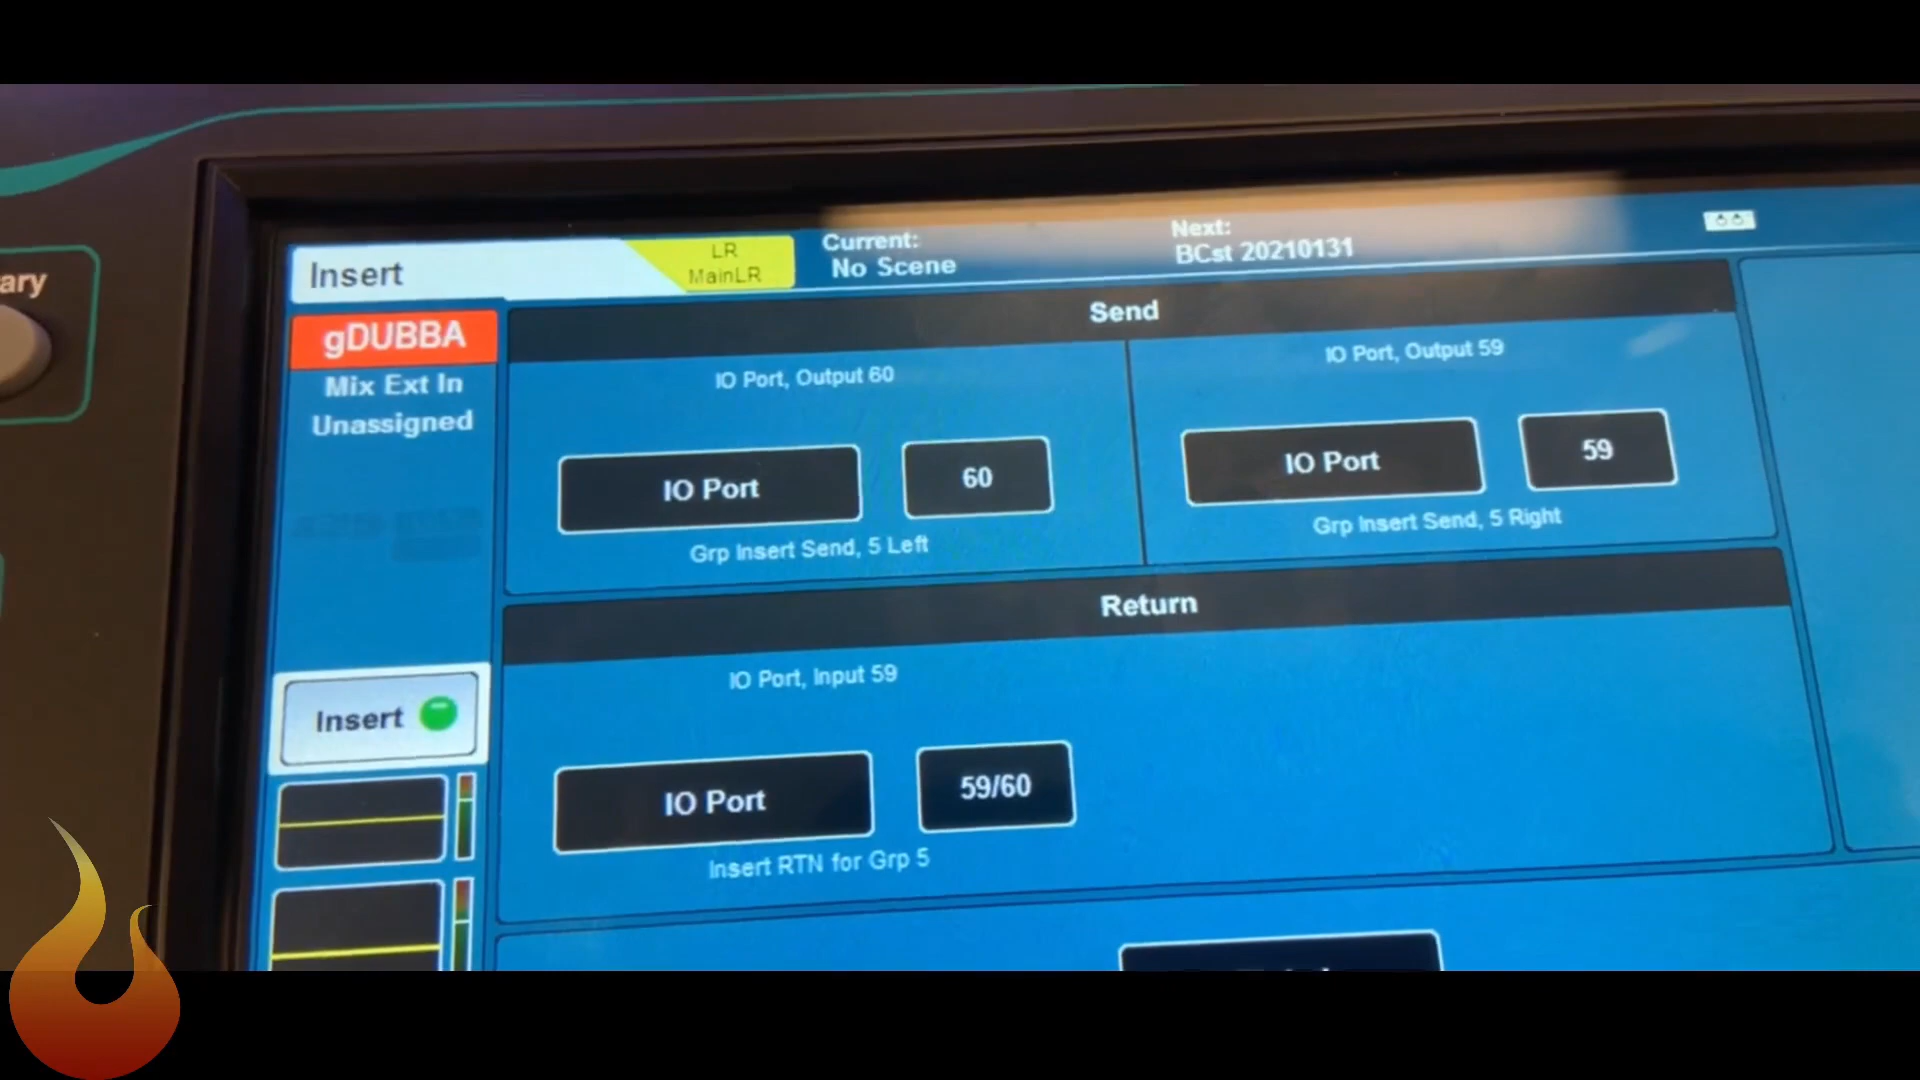 ary
Insert
LR
MainLR
Current:
No Scene
Next:
BCst 20210131
gDUBBA
Mix Ext In
Unassigned
Send
IO Port, Output 60
IO Port
60
Grp Insert Send, 5 Left
IO Port, Output 59
IO Port
59
Grp Insert Send, 5 Right
Return
IO Port, Input 59
IO Port
59/60
Insert RTN for Grp 5
Insert